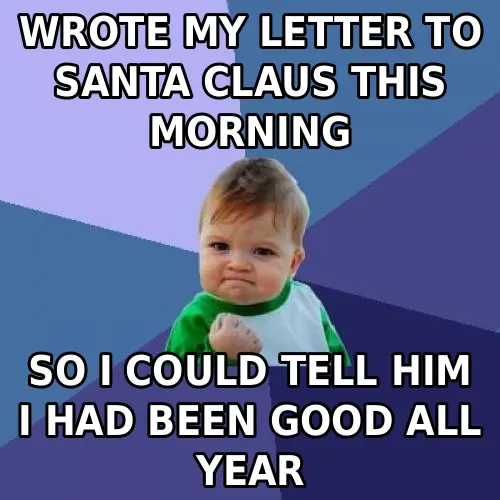 WROTE MY LETTER TO
SANTA CLAUS THIS
MORNING
SO I COULD TELL HIM
I HAD BEEN GOOD ALL
YEAR